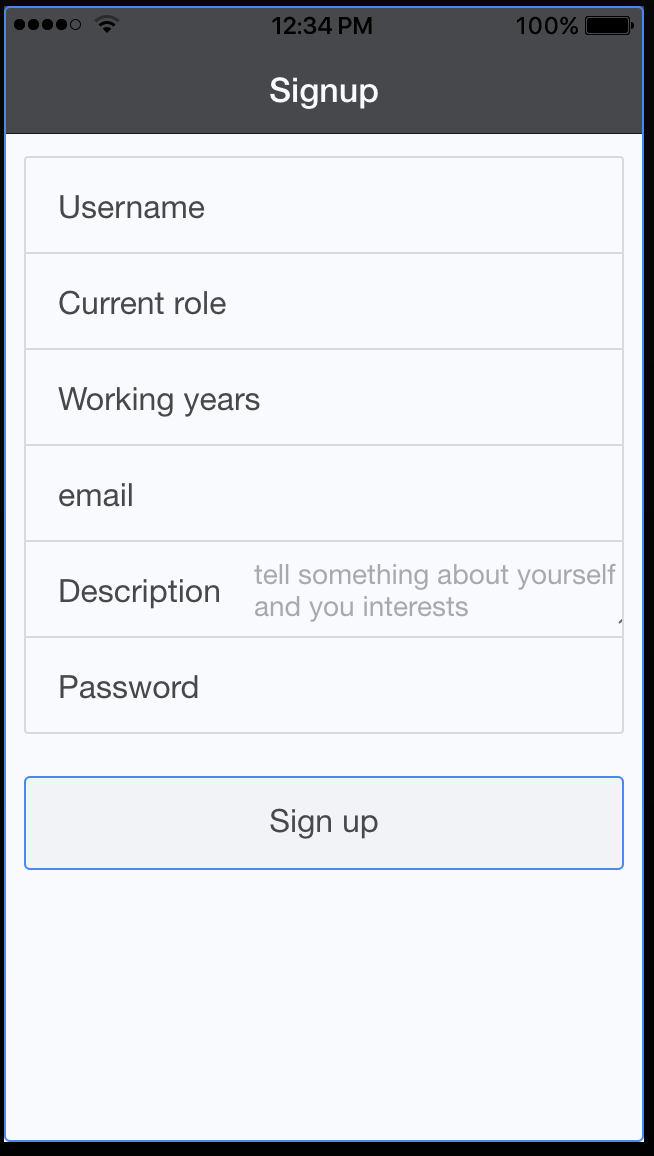 12:34 PM 100%
Signup
Username
Current role
Working years
email
Description
tell something about yourself
and you interests
Password
Sign up